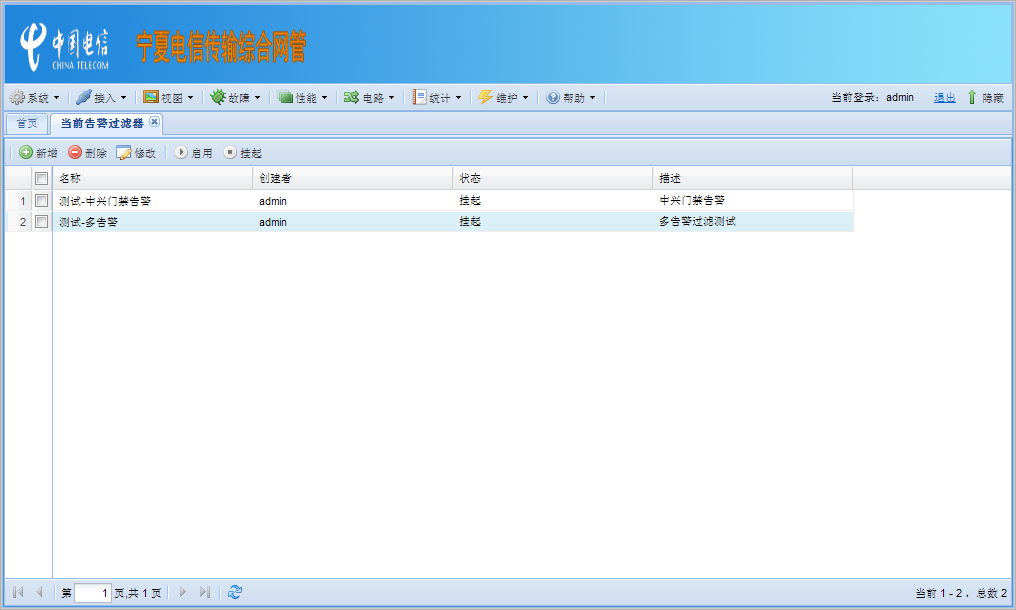 中国电信
CHINA TELECOM
宁夏电信传输综合网管
系统 接入 视图 故障 性能 电路 统计 维护 帮助 当前登录: admin 退出 隐藏
首页 当前告警过滤器
新增 删除 修改 启用 挂起
名称 创建者 状态 描述
1 测试-中兴门禁告警 admin 挂起 中兴门禁告警
2 测试-多告警 admin 挂起 多告警过滤测试
第 1 页,共 1 页 当前 1 - 2 ，总数 2